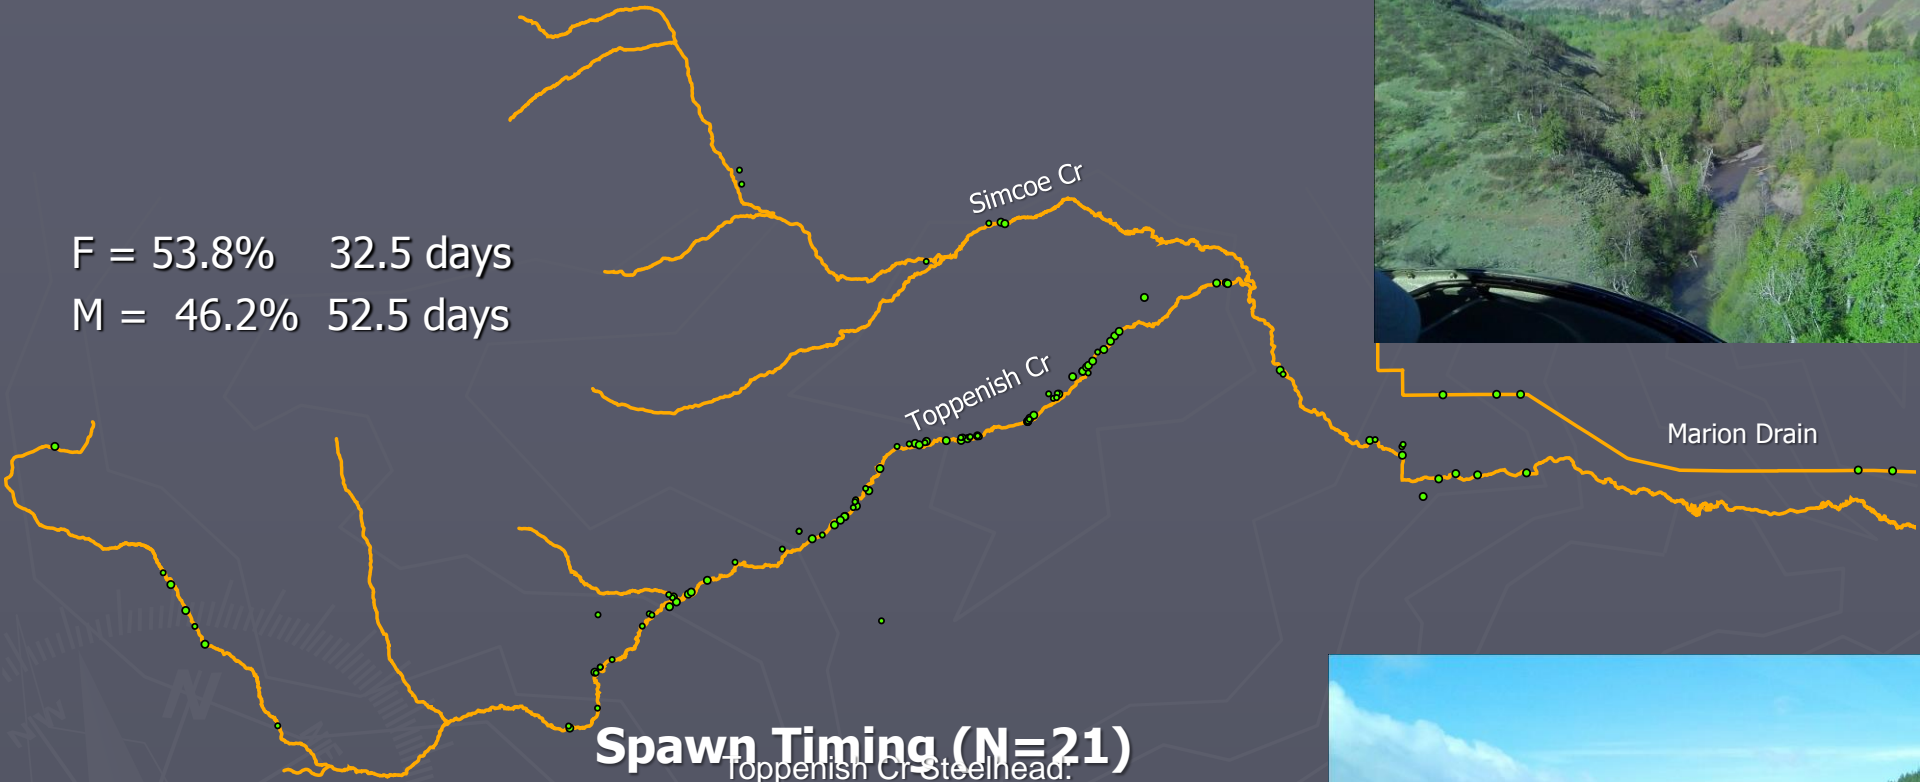 Simcoe Cr
F = 53.8% 32.5 days
M = 46.2% 52.5 days
Toppenish Cr
Marion Drain
N
NW
Spawn Timing (N=21)
Toppenish Cr Steelhead: